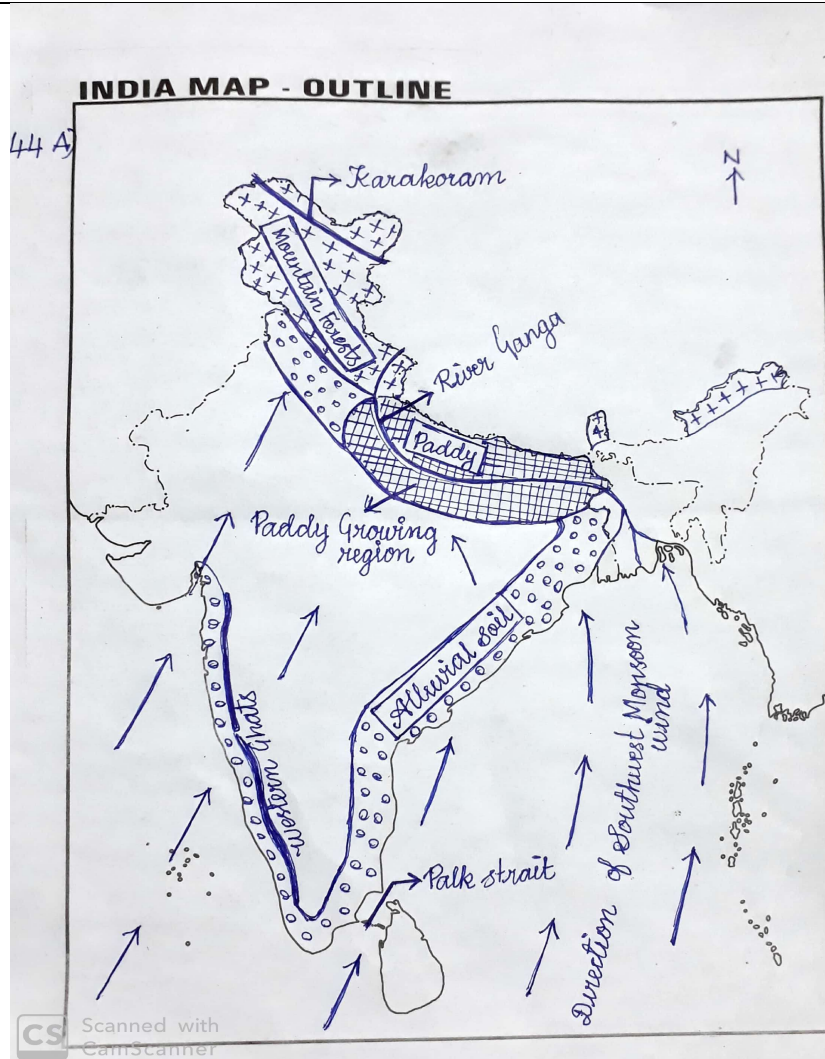 INDIA MAP - OUTLINE
44 A)
N
Karakoram
Mountain Forests
River Ganga
Paddy
Paddy Growing
region
Alluvial Soil
Western Ghats
Direction of Southwest Monsoon
wind
Palk strait
CS
Scanned with
CamScanner